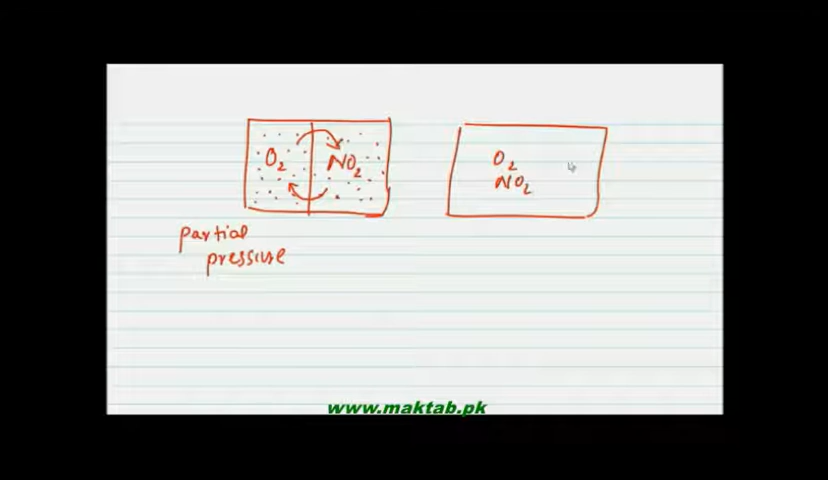 O2 NO2
O2
NO2
partial
pressure
www.maktab.pk